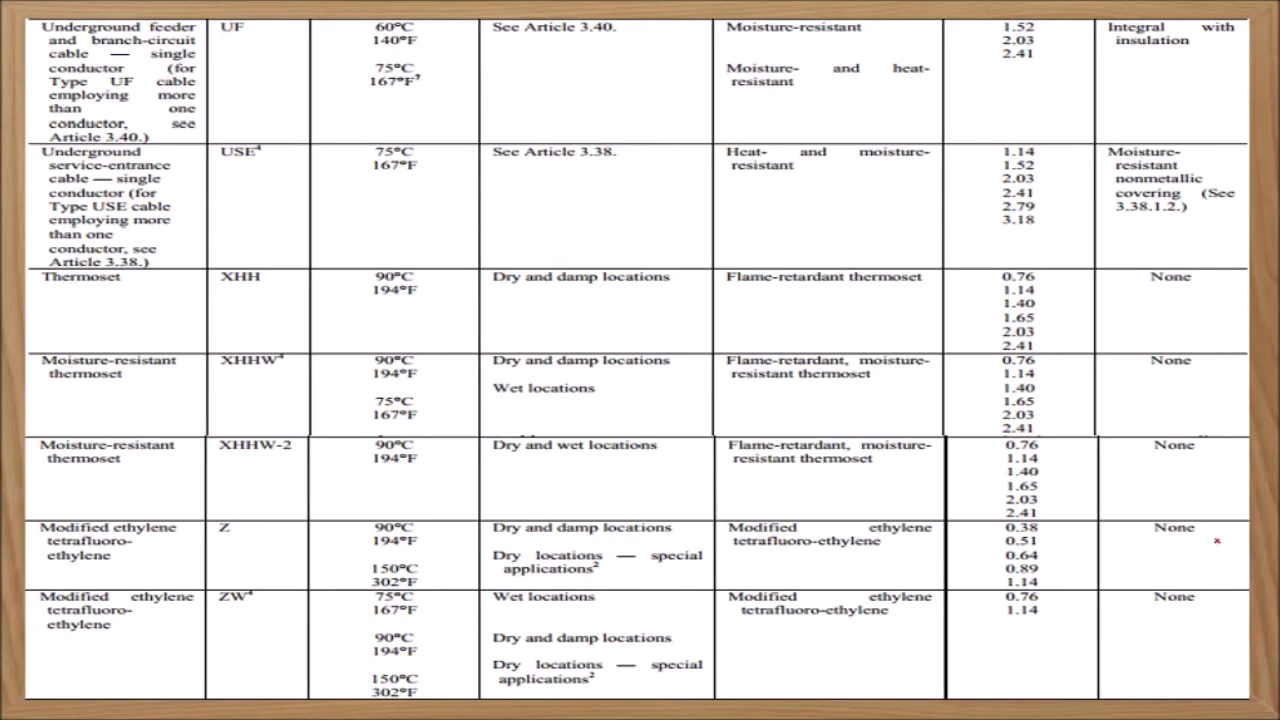 Underground feeder
and branch-circuit
cable — single
conductor (for
Type UF cable
employing more
than one
conductor, see
Article 3.40.)
UF
60°C
140°F
75°C
167°F³
See Article 3.40.
Moisture-resistant
Moisture- and heat-
resistant
1.52
2.03
2.41
Integral with
insulation
Underground
service-entrance
cable — single
conductor (for
Type USE cable
employing more
than one
conductor, see
Article 3.38.)
USE⁴
75°C
167°F
See Article 3.38.
Heat- and moisture-
resistant
1.14
1.52
2.03
2.41
2.79
3.18
Moisture-
resistant
nonmetallic
covering (See
3.38.1.2.)
Thermoset
XHH
90°C
194°F
Dry and damp locations
Flame-retardant thermoset
0.76
1.14
1.40
1.65
2.03
2.41
None
Moisture-resistant
thermoset
XHHW⁴
90°C
194°F
75°C
167°F
Dry and damp locations
Wet locations
Flame-retardant, moisture-
resistant thermoset
0.76
1.14
1.40
1.65
2.03
2.41
None
Moisture-resistant
thermoset
XHHW-2
90°C
194°F
Dry and wet locations
Flame-retardant, moisture-
resistant thermoset
0.76
1.14
1.40
1.65
2.03
2.41
None
Modified ethylene
tetrafluoro-
ethylene
Z
90°C
194°F
150°C
302°F
Dry and damp locations
Dry locations — special
applications²
Modified ethylene
tetrafluoro-ethylene
0.38
0.51
0.64
0.89
1.14
None
Modified ethylene
tetrafluoro-
ethylene
ZW⁴
75°C
167°F
90°C
194°F
150°C
302°F
Wet locations
Dry and damp locations
Dry locations — special
applications²
Modified ethylene
tetrafluoro-ethylene
0.76
1.14
None